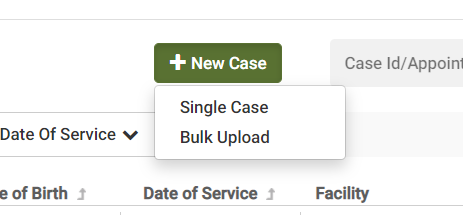 New Case
Case Id/Appoint
Single Case
Bulk Upload
Date Of Service
e of Birth
Date of Service
Facility